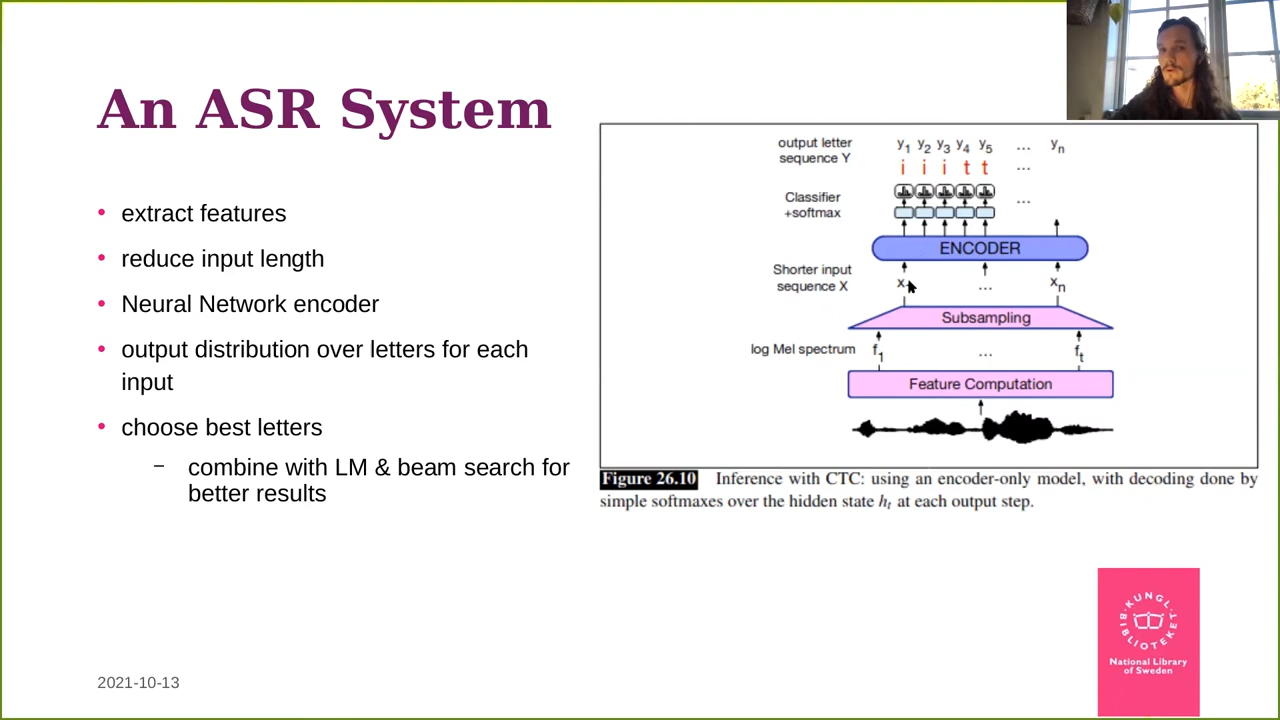 An ASR System
• extract features
• reduce input length
• Neural Network encoder
• output distribution over letters for each
input
• choose best letters
– combine with LM & beam search for
better results
output letter
sequence Y
y1 y2 y3 y4 y5 ... yn
i i i t t ...
Classifier
+softmax
...
ENCODER
Shorter input
sequence X
x1 ... xn
Subsampling
log Mel spectrum
f1 ... ft
Feature Computation
Figure 26.10 Inference with CTC: using an encoder-only model, with decoding done by
simple softmaxes over the hidden state ht at each output step.
KUNGL.
BIBLIOTEKET
National Library
of Sweden
2021-10-13